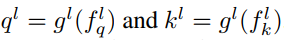 q^l = g^l(f_q^l) and k^l = g^l(f_k^l)